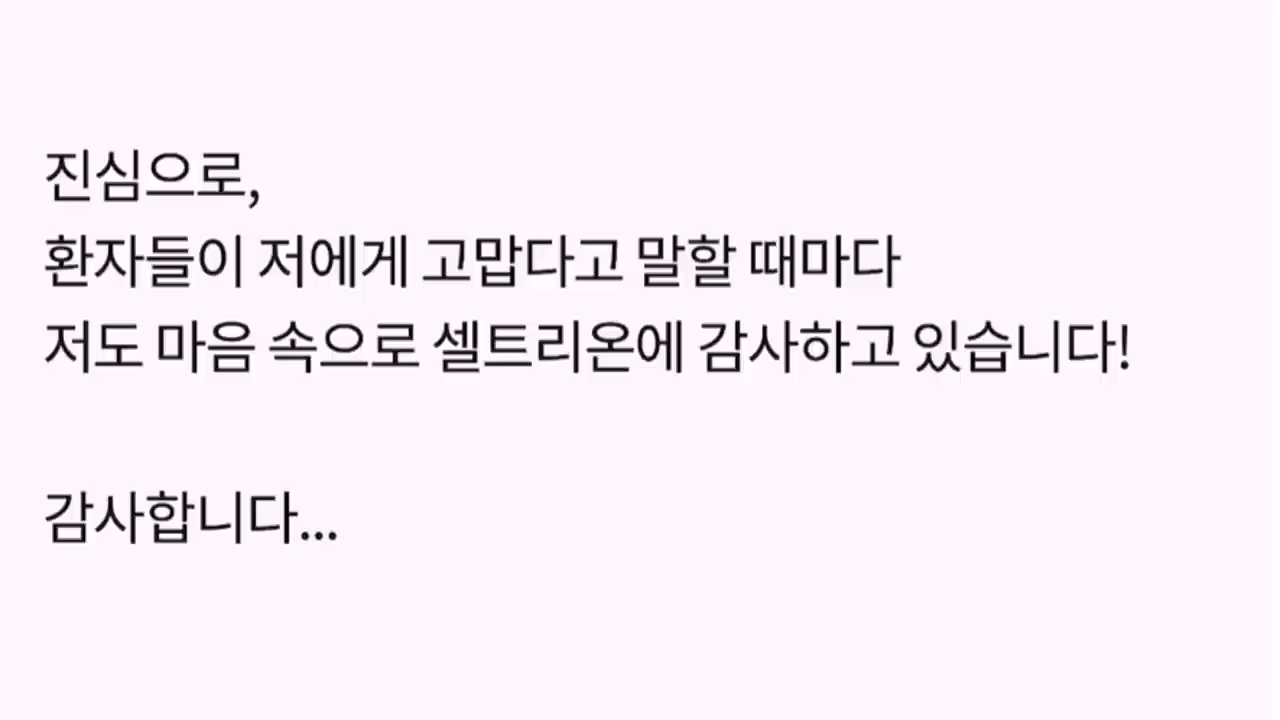 진심으로,
환자들이 저에게 고맙다고 말할 때마다
저도 마음 속으로 셀트리온에 감사하고 있습니다!
감사합니다...